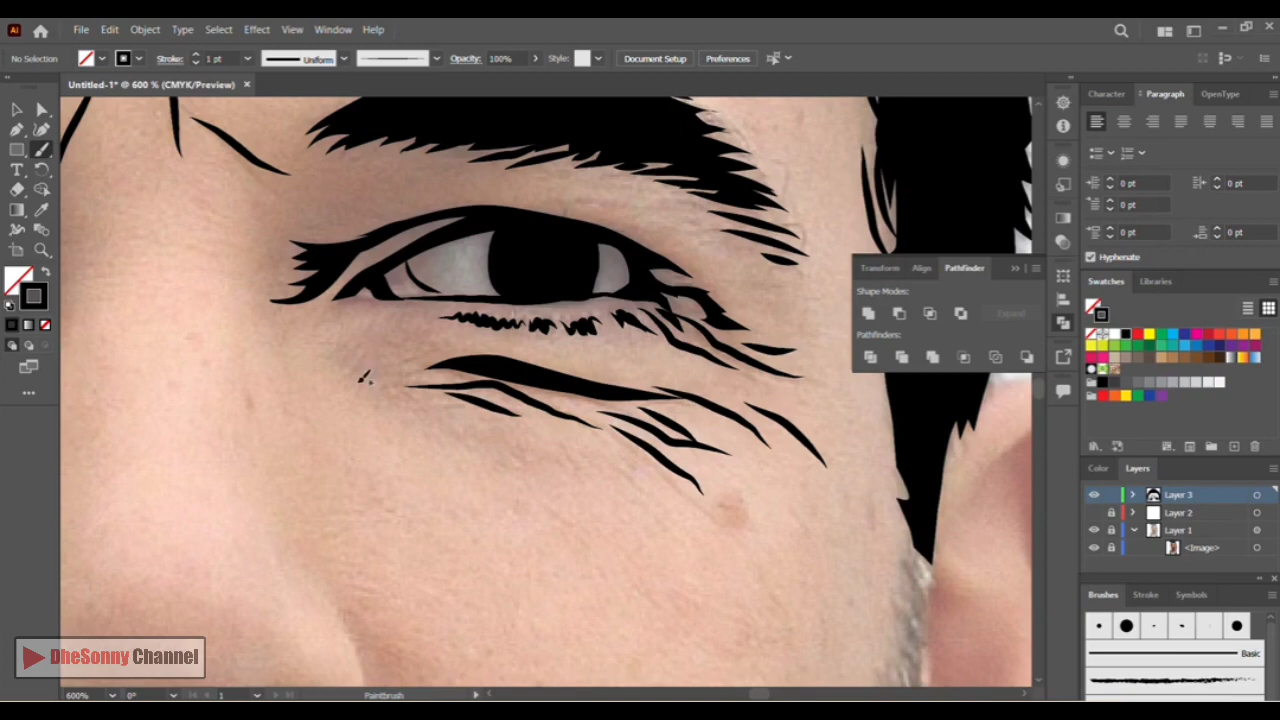 Ai File Edit Object Type Select Effect View Window Help
No Selection Stroke: 1 pt Uniform Opacity: 100% Style: Document Setup Preferences
Untitled-1* @ 600 % (CMYK/Preview)
Character Paragraph OpenType
0 pt 0 pt
0 pt
0 pt 0 pt
Hyphenate
Transform Align Pathfinder
Shape Modes:
Expand
Pathfinders:
Swatches Libraries
Color Layers
Layer 3
Layer 2
Layer 1
<Image>
Brushes Stroke Symbols
Basic
DheSonny Channel
600% 0° 1 Paintbrush